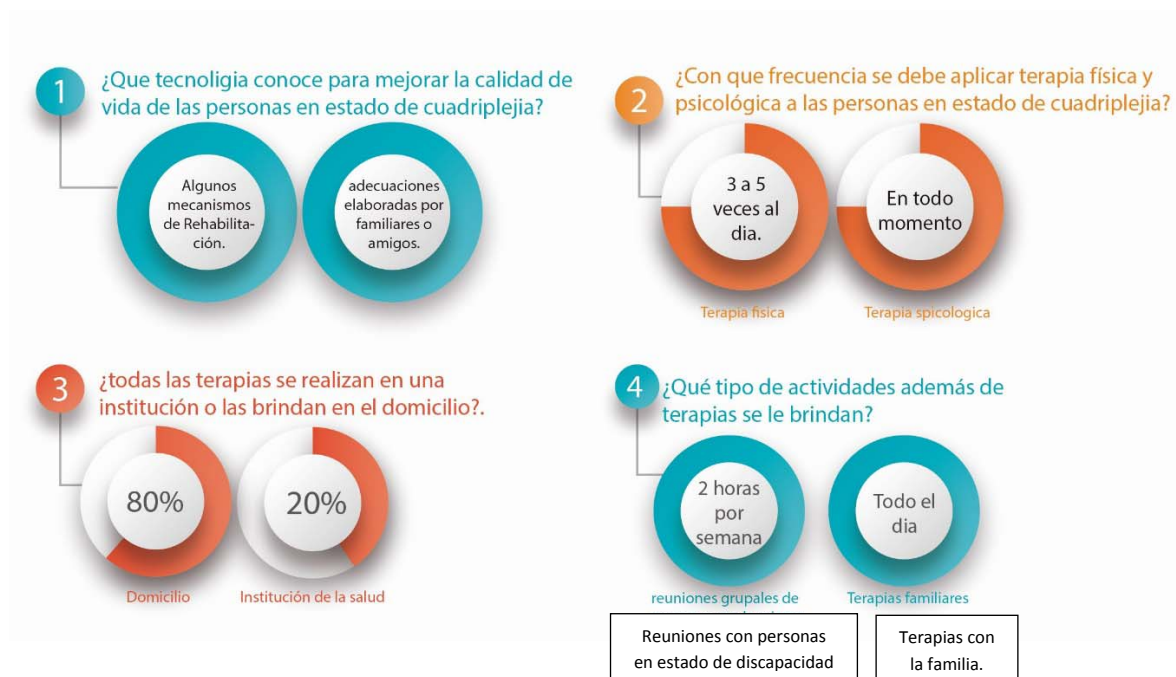 1
¿Que tecnoligia conoce para mejorar la calidad de
vida de las personas en estado de cuadriplejia?
Algunos
mecanismos
de Rehabilita-
ción.
adecuaciones
elaboradas por
familiares o
amigos.
2
¿Con que frecuencia se debe aplicar terapia física y
psicológica a las personas en estado de cuadriplejia?
3 a 5
veces al
dia.
Terapia fisica
En todo
momento
Terapia spicologica
3
¿todas las terapias se realizan en una
institución o las brindan en el domicilio?.
80%
Domicilio
20%
Institución de la salud
4
¿Qué tipo de actividades además de
terapias se le brindan?
2 horas
por
semana
reuniones grupales de
Todo el
dia
Terapias familiares
Reuniones con personas
en estado de discapacidad
Terapias con
la familia.